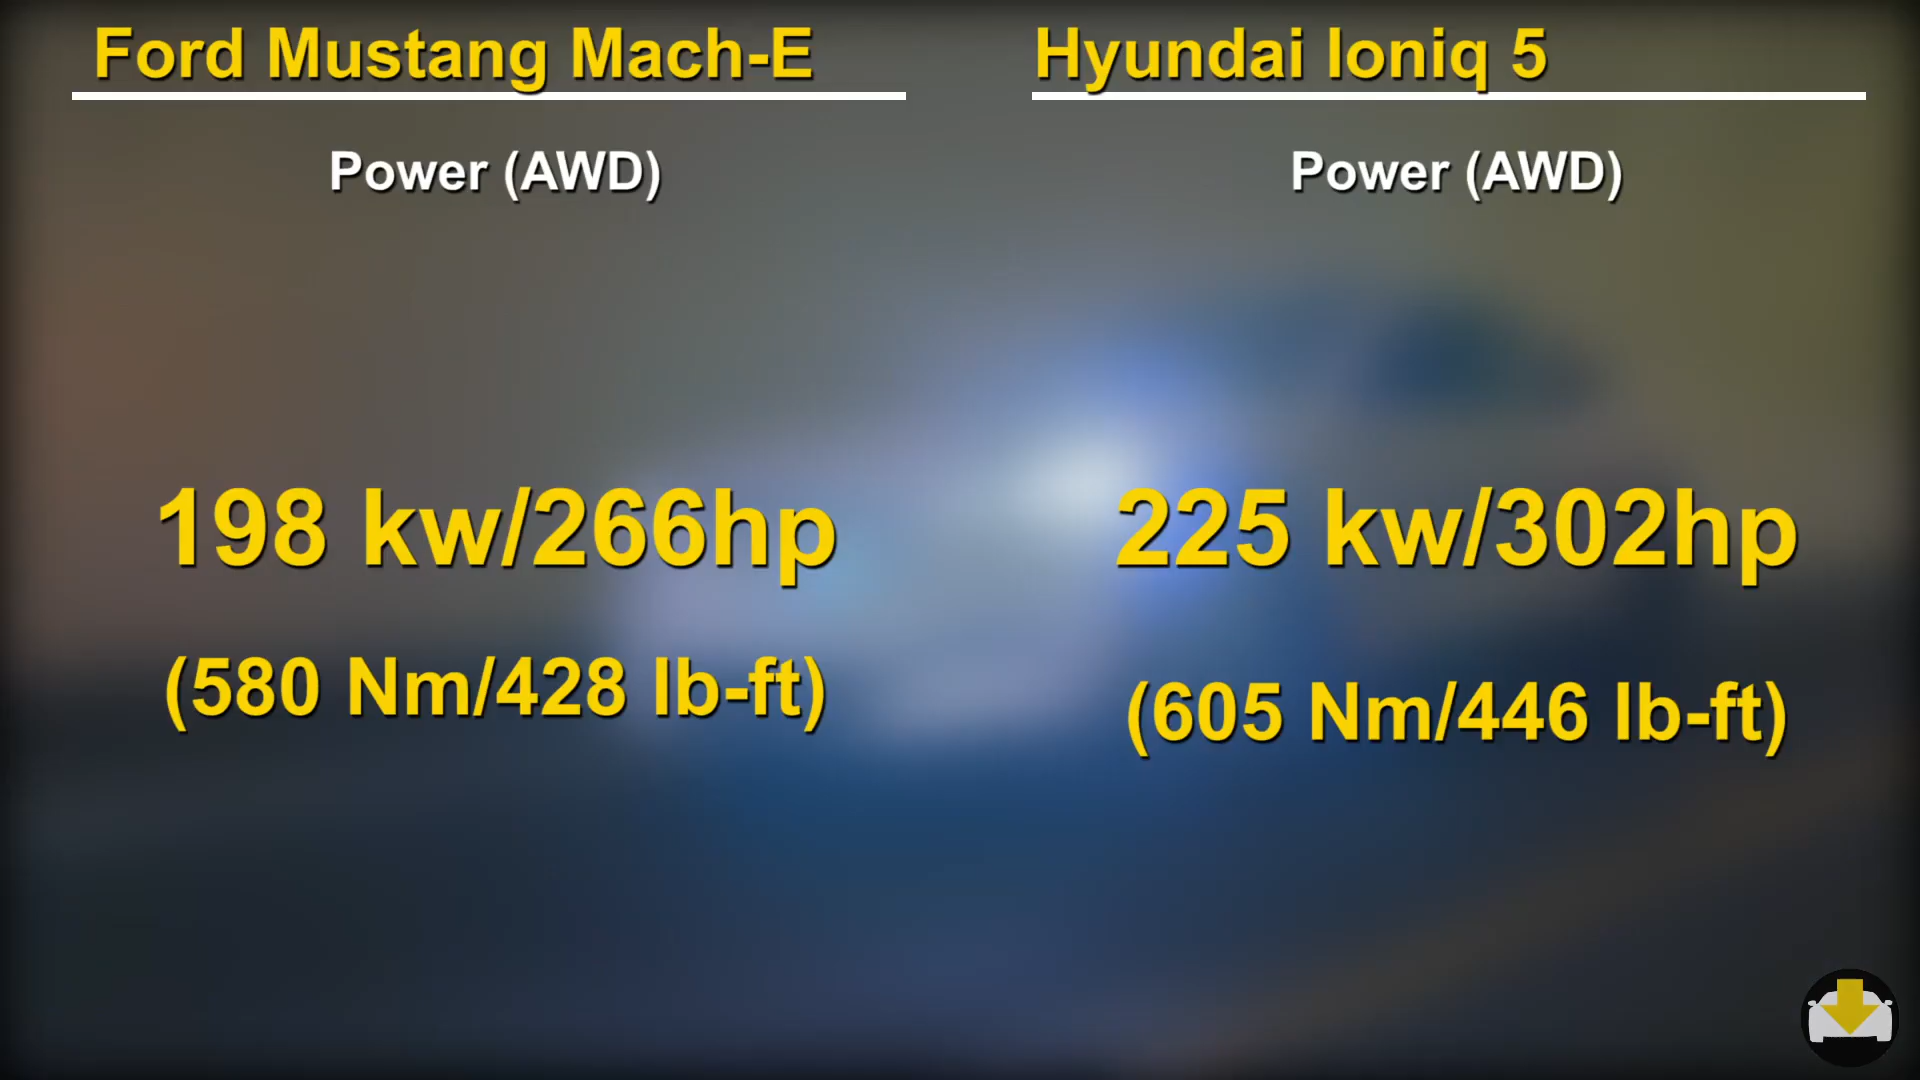 Ford Mustang Mach-E
Power (AWD)
198 kw/266hp
(580 Nm/428 lb-ft)
Hyundai Ioniq 5
Power (AWD)
225 kw/302hp
(605 Nm/446 lb-ft)